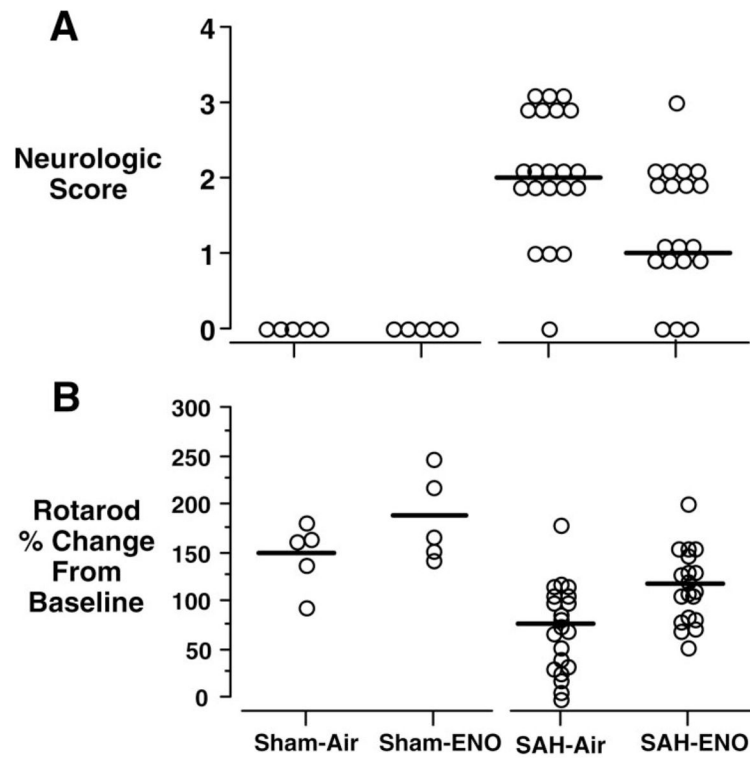 A
4
3
Neurologic
Score
2
1
0
B
300
250
200
Rotarod
% Change
From
Baseline
150
100
50
0
Sham-Air Sham-ENO SAH-Air SAH-ENO